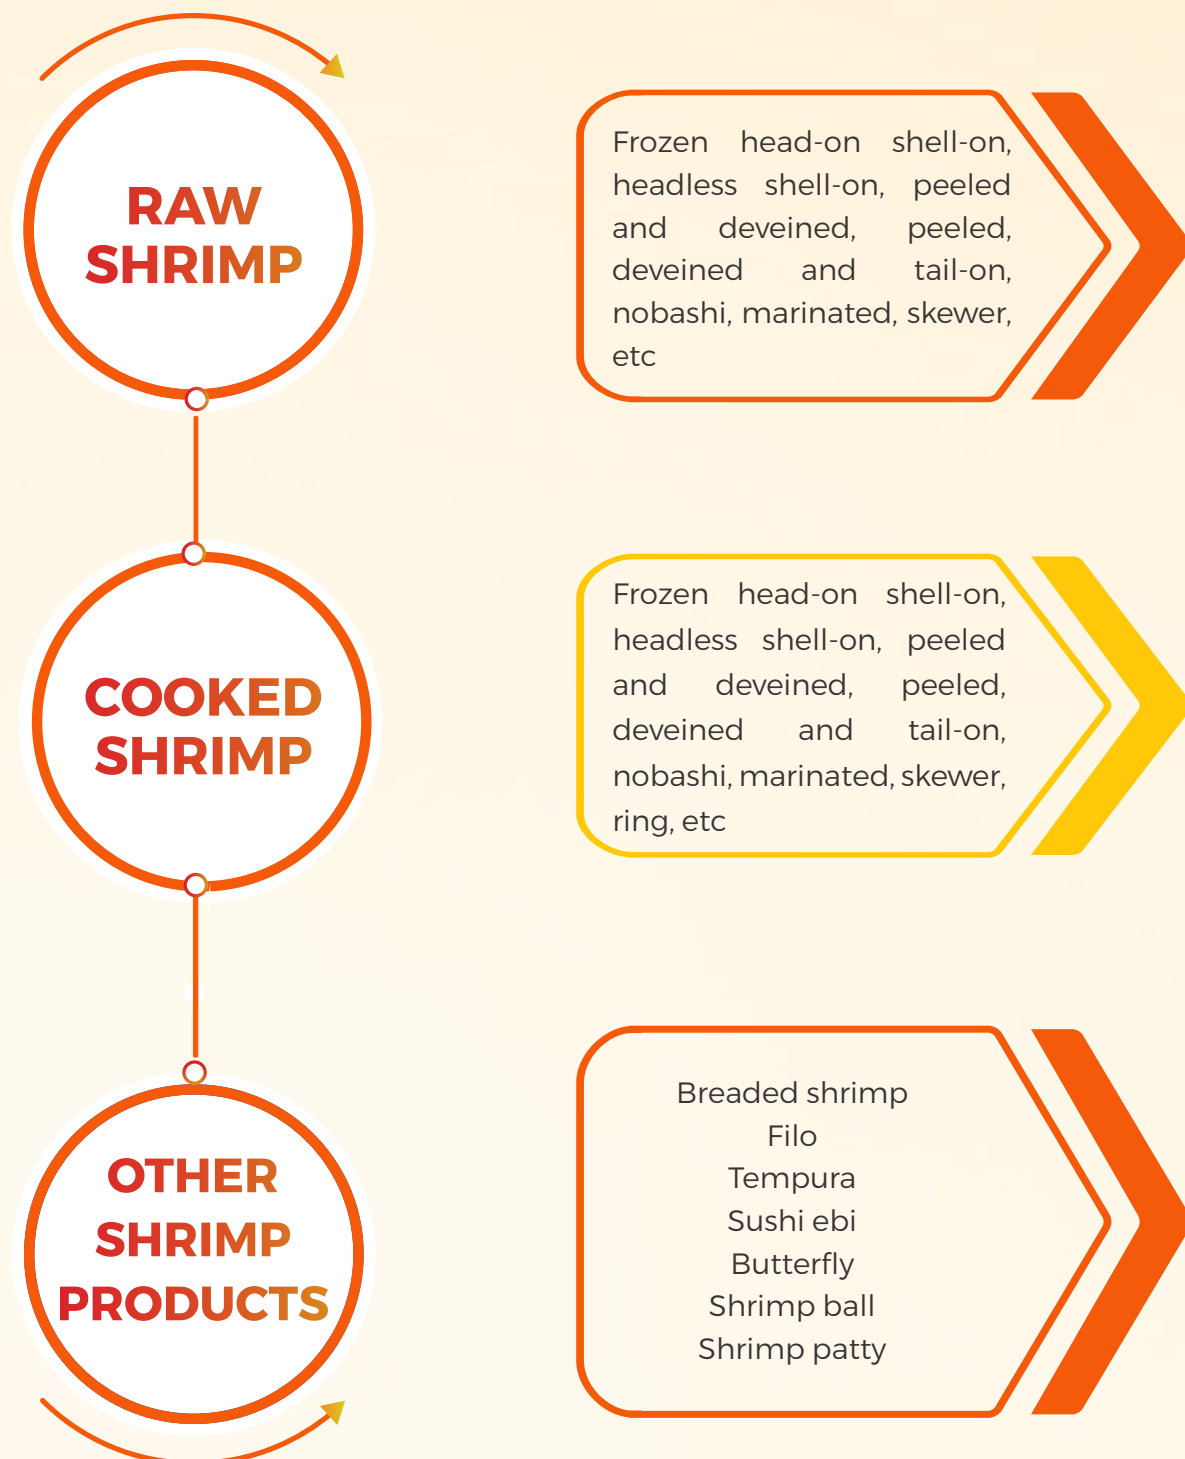 RAW
SHRIMP
Frozen head-on shell-on,
headless shell-on, peeled
and deveined, peeled,
deveined and tail-on,
nobashi, marinated, skewer,
etc
COOKED
SHRIMP
Frozen head-on shell-on,
headless shell-on, peeled
and deveined, peeled,
deveined and tail-on,
nobashi, marinated, skewer,
ring, etc
OTHER
SHRIMP
PRODUCTS
Breaded shrimp
Filo
Tempura
Sushi ebi
Butterfly
Shrimp ball
Shrimp patty